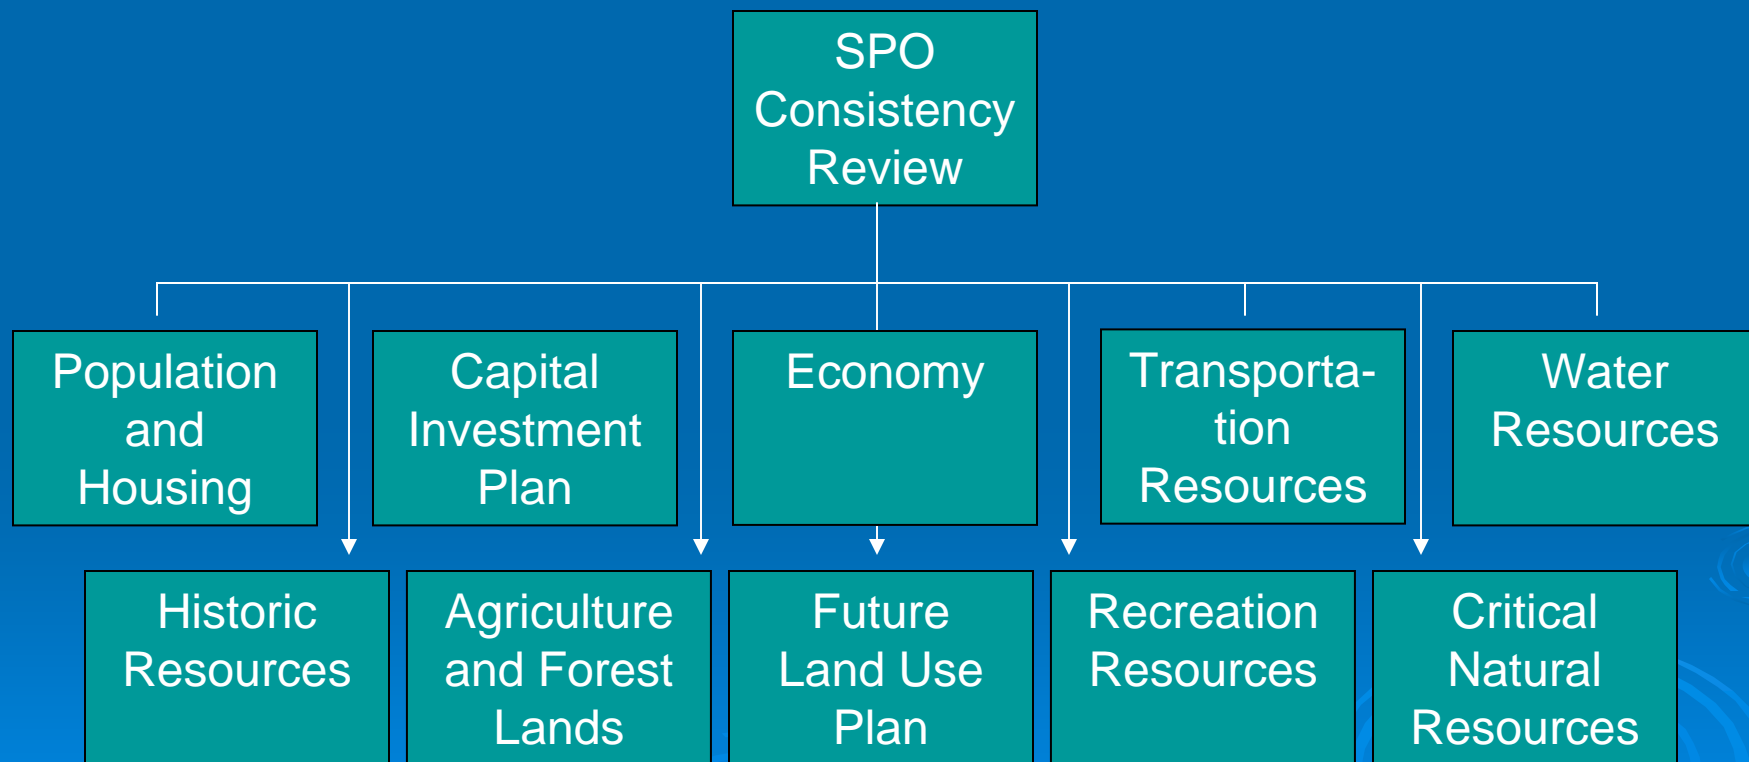 SPO
Consistency
Review
Population
and
Housing
Capital
Investment
Plan
Economy
Transporta-
tion
Resources
Water
Resources
Historic
Resources
Agriculture
and Forest
Lands
Future
Land Use
Plan
Recreation
Resources
Critical
Natural
Resources